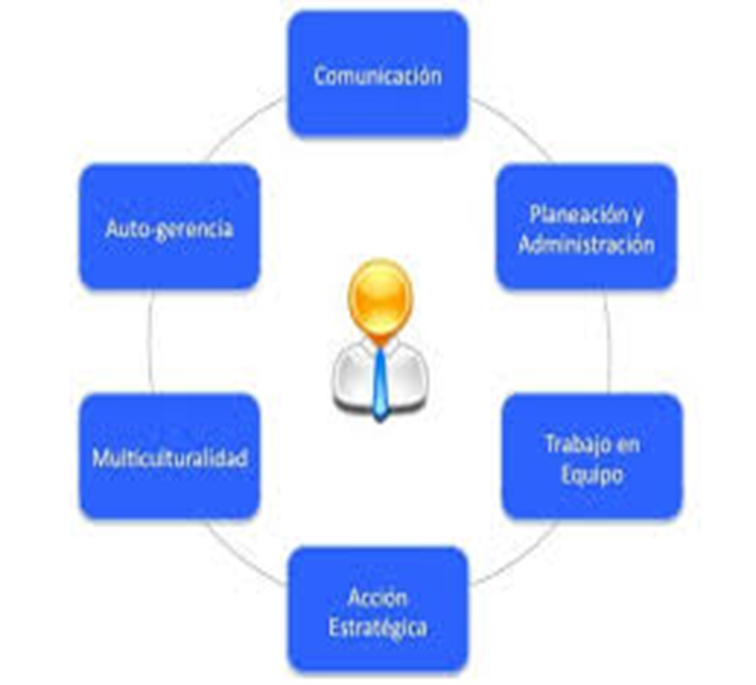 Comunicación
Planeación y
Administración
Trabajo en
Equipo
Acción
Estratégica
Multiculturalidad
Auto-gerencia